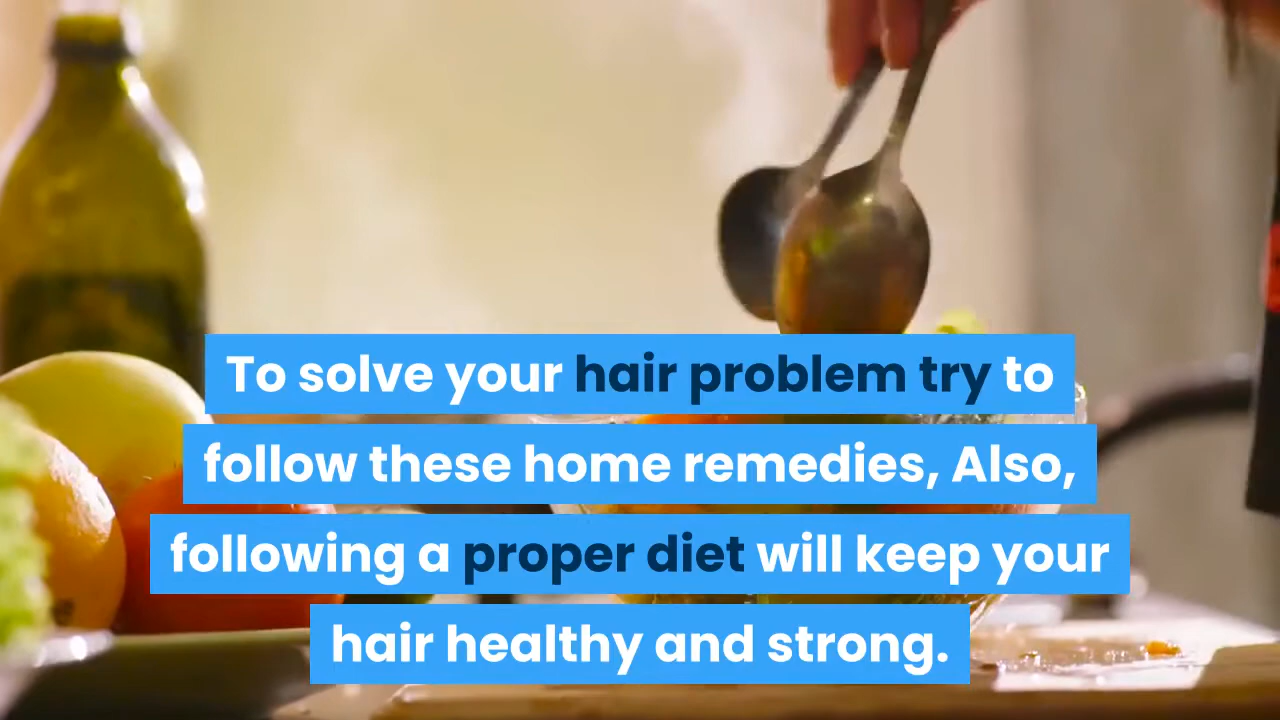 To solve your hair problem try to
follow these home remedies, Also,
following a proper diet will keep your
hair healthy and strong.